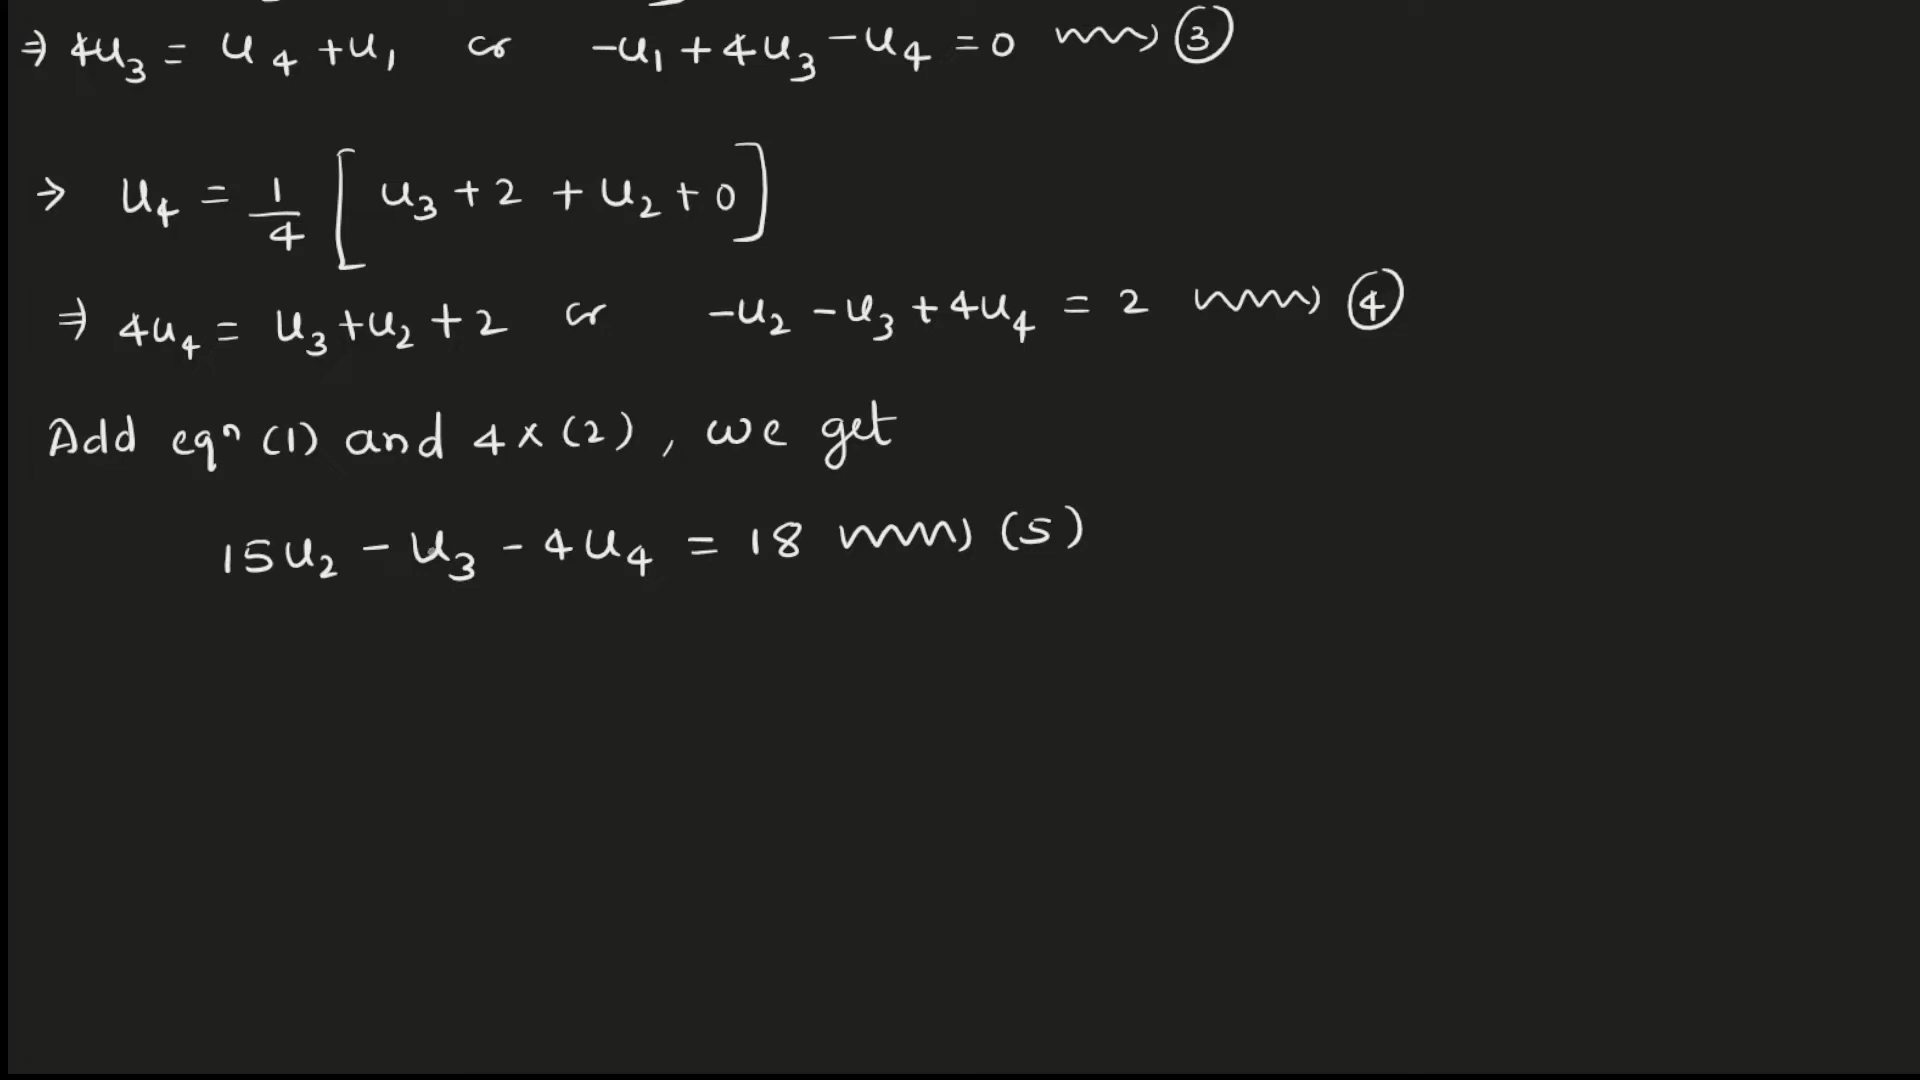 ⇒ 4u₃ = u₄ + u₁ or -u₁ + 4u₃ - u₄ = 0 ⟿ ③
→ u₄ = 1/4 [ u₃ + 2 + u₂ + 0 ]
⇒ 4u₄ = u₃ + u₂ + 2 or -u₂ - u₃ + 4u₄ = 2 ⟿ ④
Add eqⁿ (1) and 4 × (2), we get
15u₂ - u₃ - 4u₄ = 18 ⟿ (5)